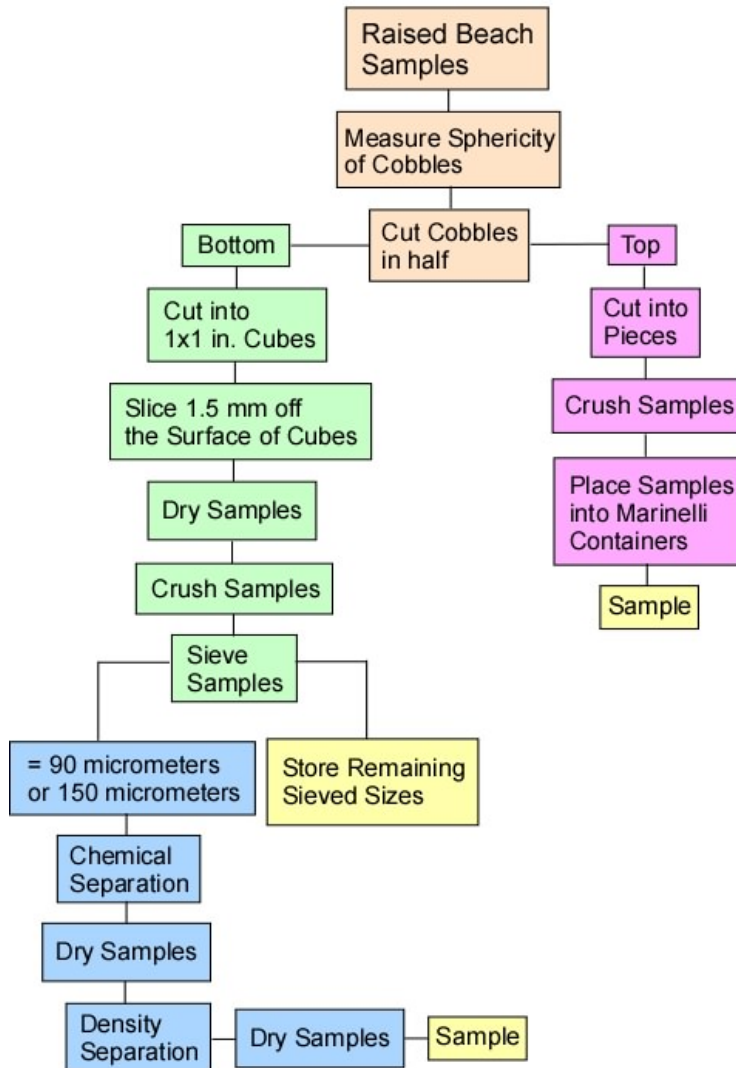 Raised Beach
Samples
Measure Sphericity
of Cobbles
Cut Cobbles
in half
Bottom
Top
Cut into
1x1 in. Cubes
Cut into
Pieces
Slice 1.5 mm off
the Surface of Cubes
Crush Samples
Dry Samples
Place Samples
into Marinelli
Containers
Crush Samples
Sample
Sieve
Samples
= 90 micrometers
or 150 micrometers
Store Remaining
Sieved Sizes
Chemical
Separation
Dry Samples
Density
Separation
Dry Samples
Sample